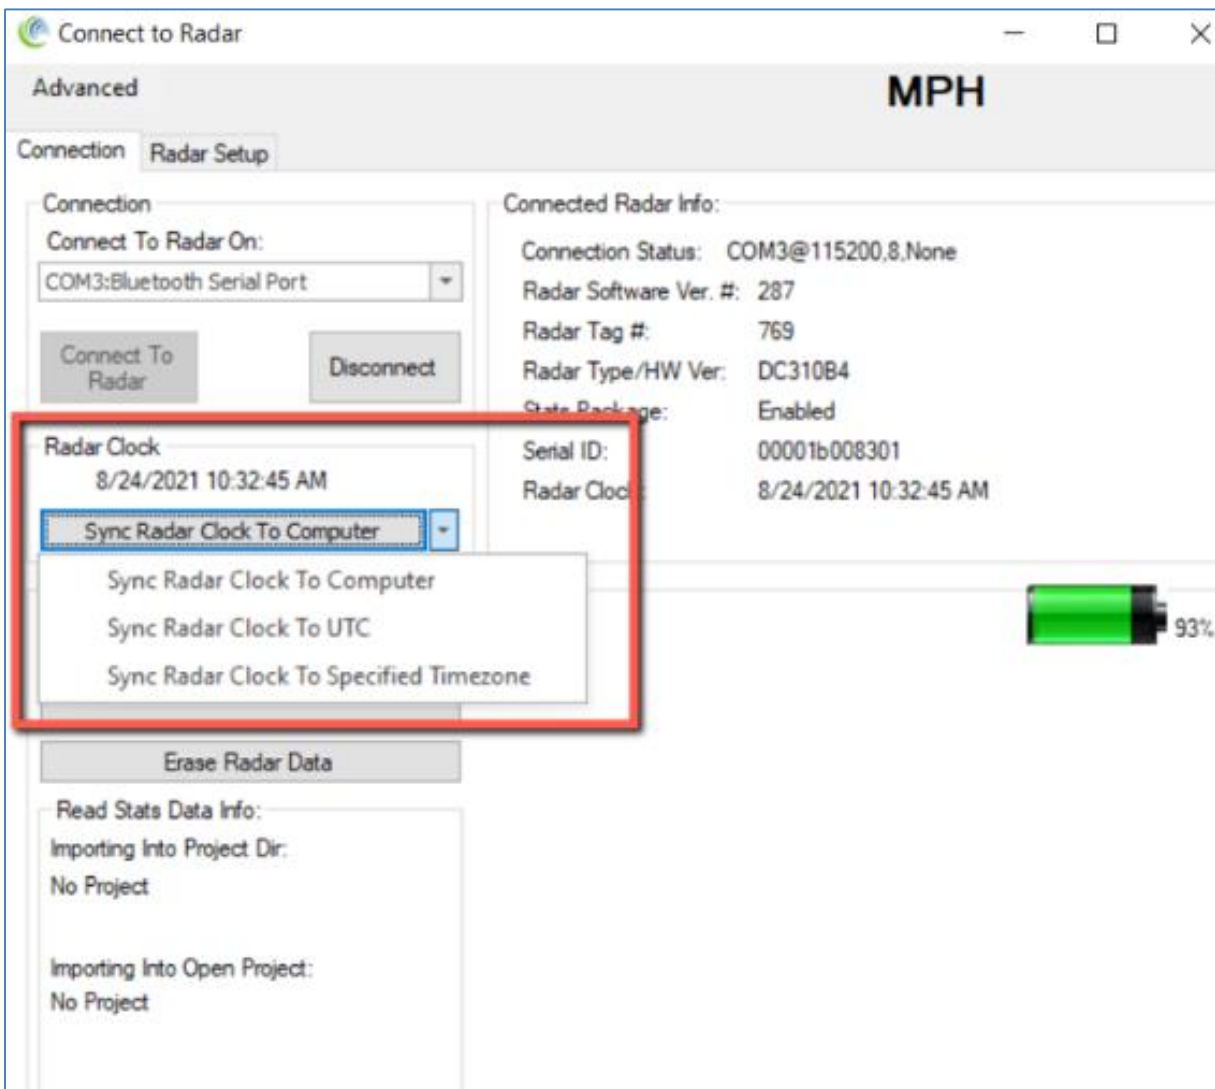 Connect to Radar
Advanced
MPH
Connection
Radar Setup
Connection
Connect To Radar On:
COM3:Bluetooth Serial Port
Connect To
Radar
Disconnect
Connected Radar Info:
Connection Status: COM3@115200,8,None
Radar Software Ver. #: 287
Radar Tag #: 769
Radar Type/HW Ver: DC310B4
Stats Package: Enabled
Serial ID: 00001b008301
Radar Clock: 8/24/2021 10:32:45 AM
Radar Clock
8/24/2021 10:32:45 AM
Sync Radar Clock To Computer
Sync Radar Clock To Computer
Sync Radar Clock To UTC
Sync Radar Clock To Specified Timezone
93%
Erase Radar Data
Read Stats Data Info:
Importing Into Project Dir:
No Project
Importing Into Open Project:
No Project